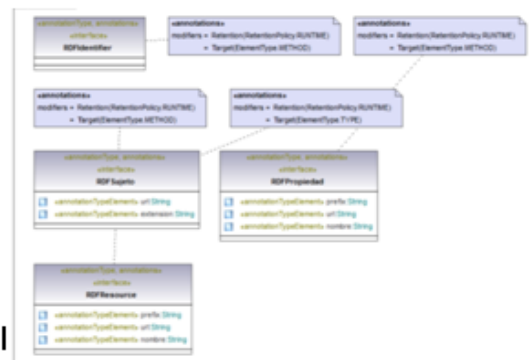 «annotationType, annotations»
«interface»
RDFIdentifier
«annotations»
modifiers = Retention(RetentionPolicy.RUNTIME)
= Target(ElementType.METHOD)
«annotations»
modifiers = Retention(RetentionPolicy.RUNTIME)
= Target(ElementType.METHOD)
«annotations»
modifiers = Retention(RetentionPolicy.RUNTIME)
= Target(ElementType.METHOD)
«annotations»
modifiers = Retention(RetentionPolicy.RUNTIME)
= Target(ElementType.TYPE)
«annotationType, annotations»
«interface»
RDFSujeto
«annotationTypeElement» url:String
«annotationTypeElement» extension:String
«annotationType, annotations»
«interface»
RDFPropiedad
«annotationTypeElement» prefix:String
«annotationTypeElement» url:String
«annotationTypeElement» nombre:String
«annotationType, annotations»
«interface»
RDFResource
«annotationTypeElement» prefix:String
«annotationTypeElement» url:String
«annotationTypeElement» nombre:String